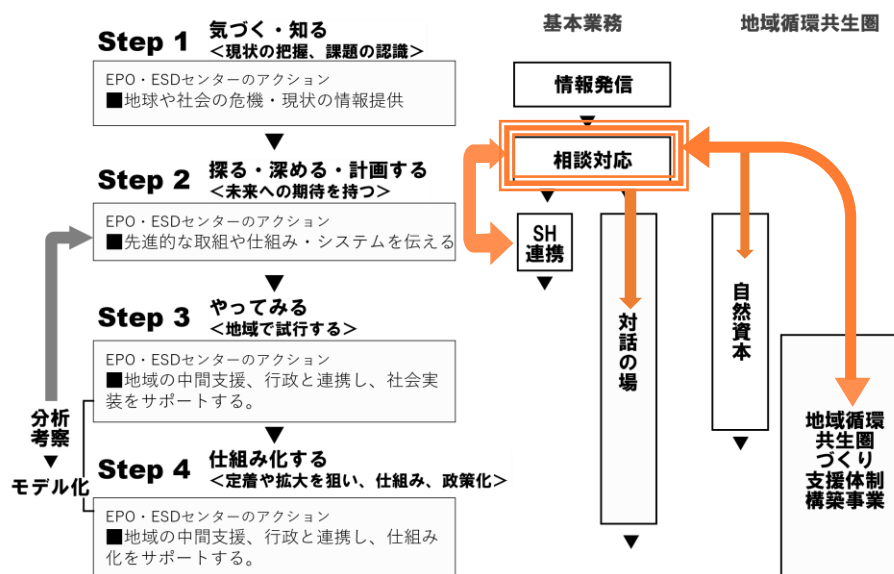 基本業務
地域循環共生圏
Step 1
気づく・知る
<現状の把握、課題の認識>
EPO・ESDセンターのアクション
■地球や社会の危機・現状の情報提供
▼
Step 2
探る・深める・計画する
<未来への期待を持つ>
EPO・ESDセンターのアクション
■先進的な取組や仕組み・システムを伝える
▼
Step 3
やってみる
<地域で試行する>
EPO・ESDセンターのアクション
■地域の中間支援、行政と連携し、社会実
装をサポートする。
▼
Step 4
仕組み化する
<定着や拡大を狙い、仕組み、政策化>
EPO・ESDセンターのアクション
■地域の中間支援、行政と連携し、仕組み
化をサポートする。
分析
考察
▼
モデル化
情報発信
▼
相談対応
▼
SH
連携
▼
対話の場
▼
自然資本
▼
地域循環
共生圏
づくり
支援体制
構築事業